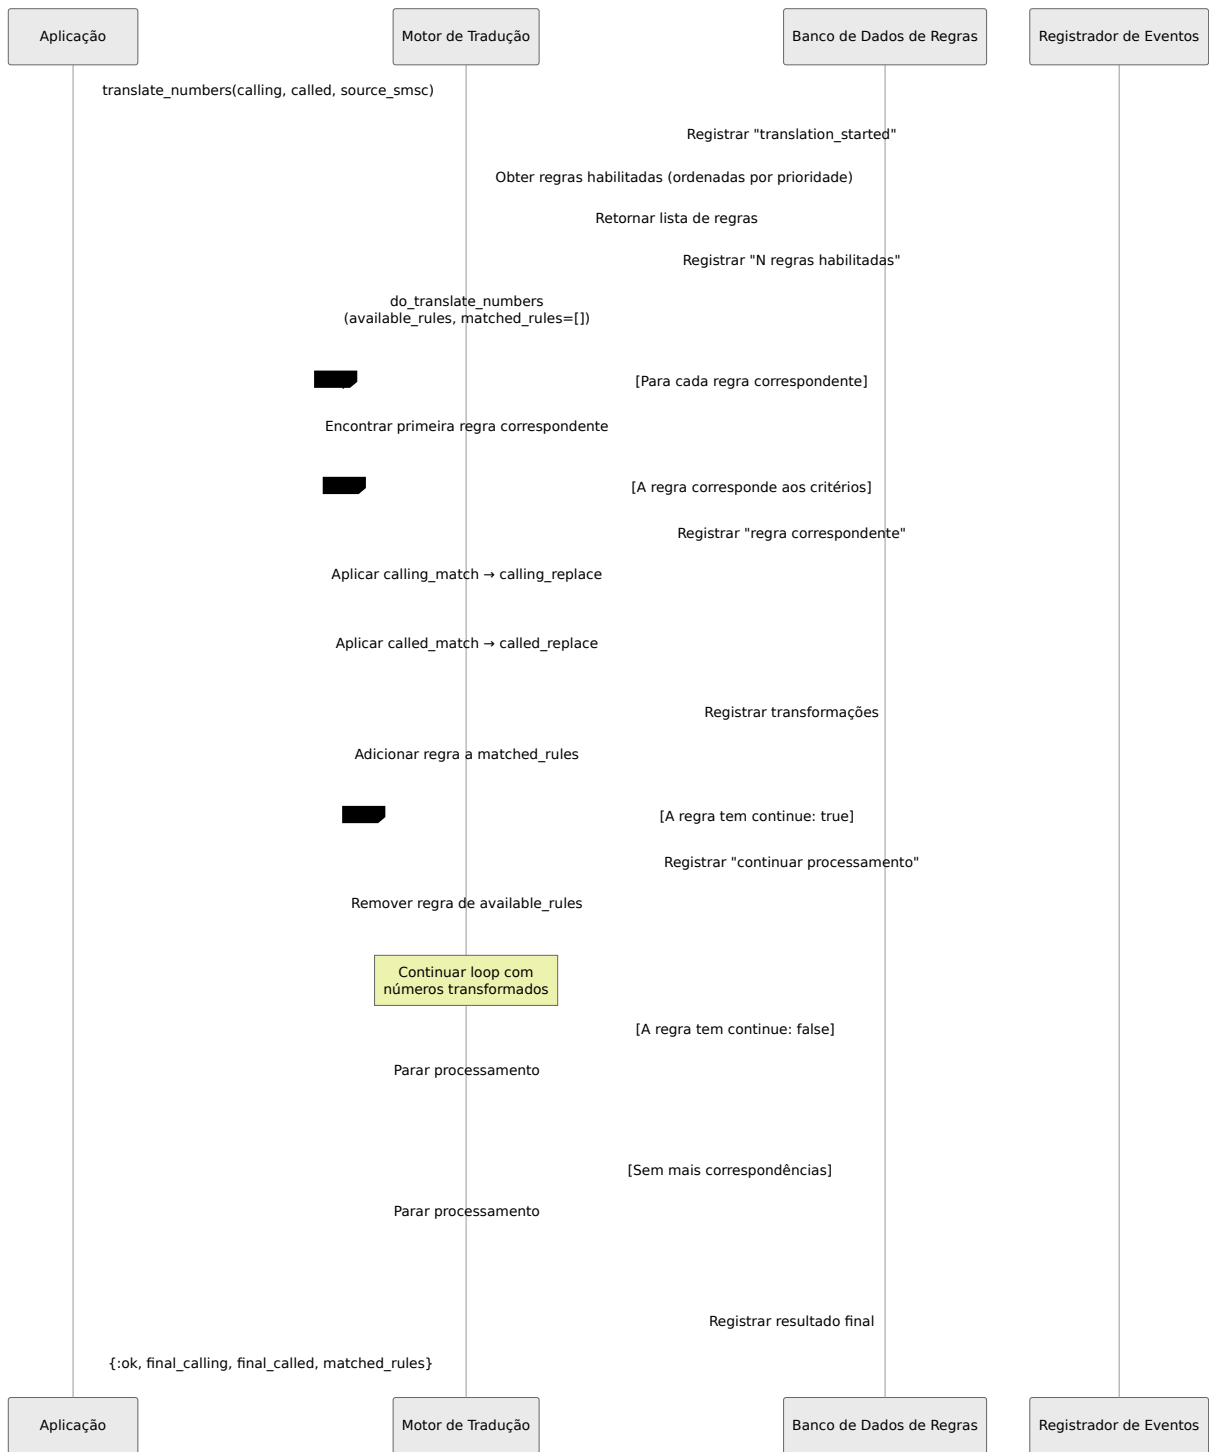 Aplicação
Motor de Tradução
Banco de Dados de Regras
Registrador de Eventos
translate_numbers(calling, called, source_smsc)
Registrar "translation_started"
Obter regras habilitadas (ordenadas por prioridade)
Retornar lista de regras
Registrar "N regras habilitadas"
do_translate_numbers
(available_rules, matched_rules=[])
[Para cada regra correspondente]
Encontrar primeira regra correspondente
[A regra corresponde aos critérios]
Registrar "regra correspondente"
Aplicar calling_match → calling_replace
Aplicar called_match → called_replace
Registrar transformações
Adicionar regra a matched_rules
[A regra tem continue: true]
Registrar "continuar processamento"
Remover regra de available_rules
Continuar loop com
números transformados
[A regra tem continue: false]
Parar processamento
[Sem mais correspondências]
Parar processamento
Registrar resultado final
{:ok, final_calling, final_called, matched_rules}
Aplicação
Motor de Tradução
Banco de Dados de Regras
Registrador de Eventos